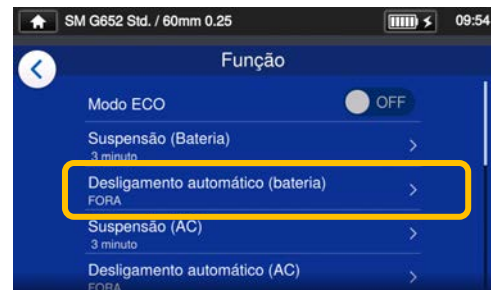 SM G652 Std. / 60mm 0.25 09:54
Função
Modo ECO OFF
Suspensão (Bateria)
3 minuto
Desligamento automático (bateria)
FORA
Suspensão (AC)
3 minuto
Desligamento automático (AC)
FORA